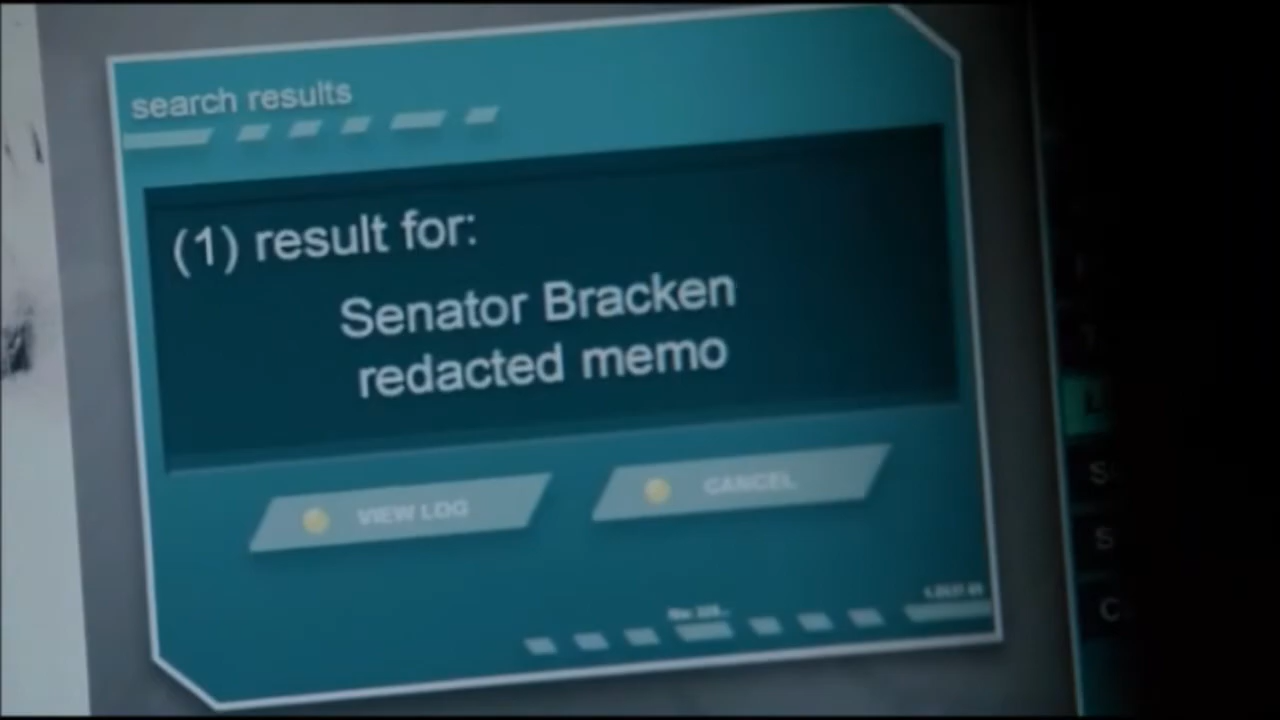 search results
(1) result for:
Senator Bracken
redacted memo
VIEW LOG
CANCEL